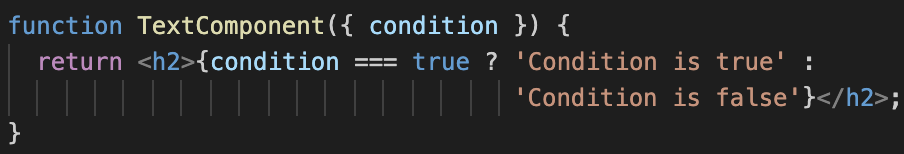 function TextComponent({ condition }) {
  return <h2>{condition === true ? 'Condition is true' :
                                  'Condition is false'}</h2>;
}